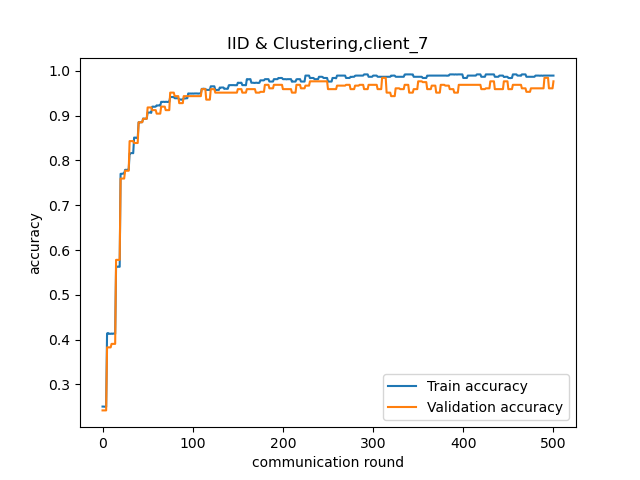 IID & Clustering,client_7
1.0
0.9
0.8
0.7
0.6
0.5
0.4
0.3
accuracy
Train accuracy
Validation accuracy
0 100 200 300 400 500
communication round